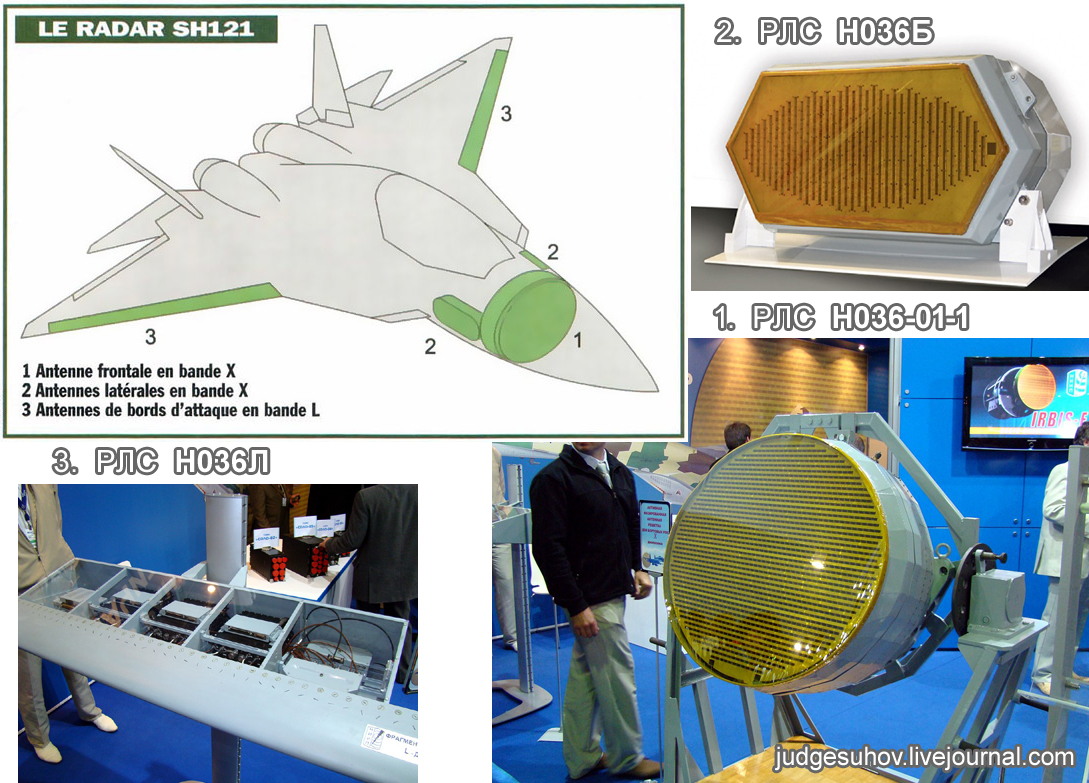 LE RADAR SH121
3
2
1
2
3
1 Antenne frontale en bande X
2 Antennes latérales en bande X
3 Antennes de bords d'attaque en bande L
2. РЛС Н036Б
1. РЛС Н036-01-1
IRBIS E
3. РЛС Н036Л
ФРАГМЕН
L - Д
judgesuhov.livejournal.com